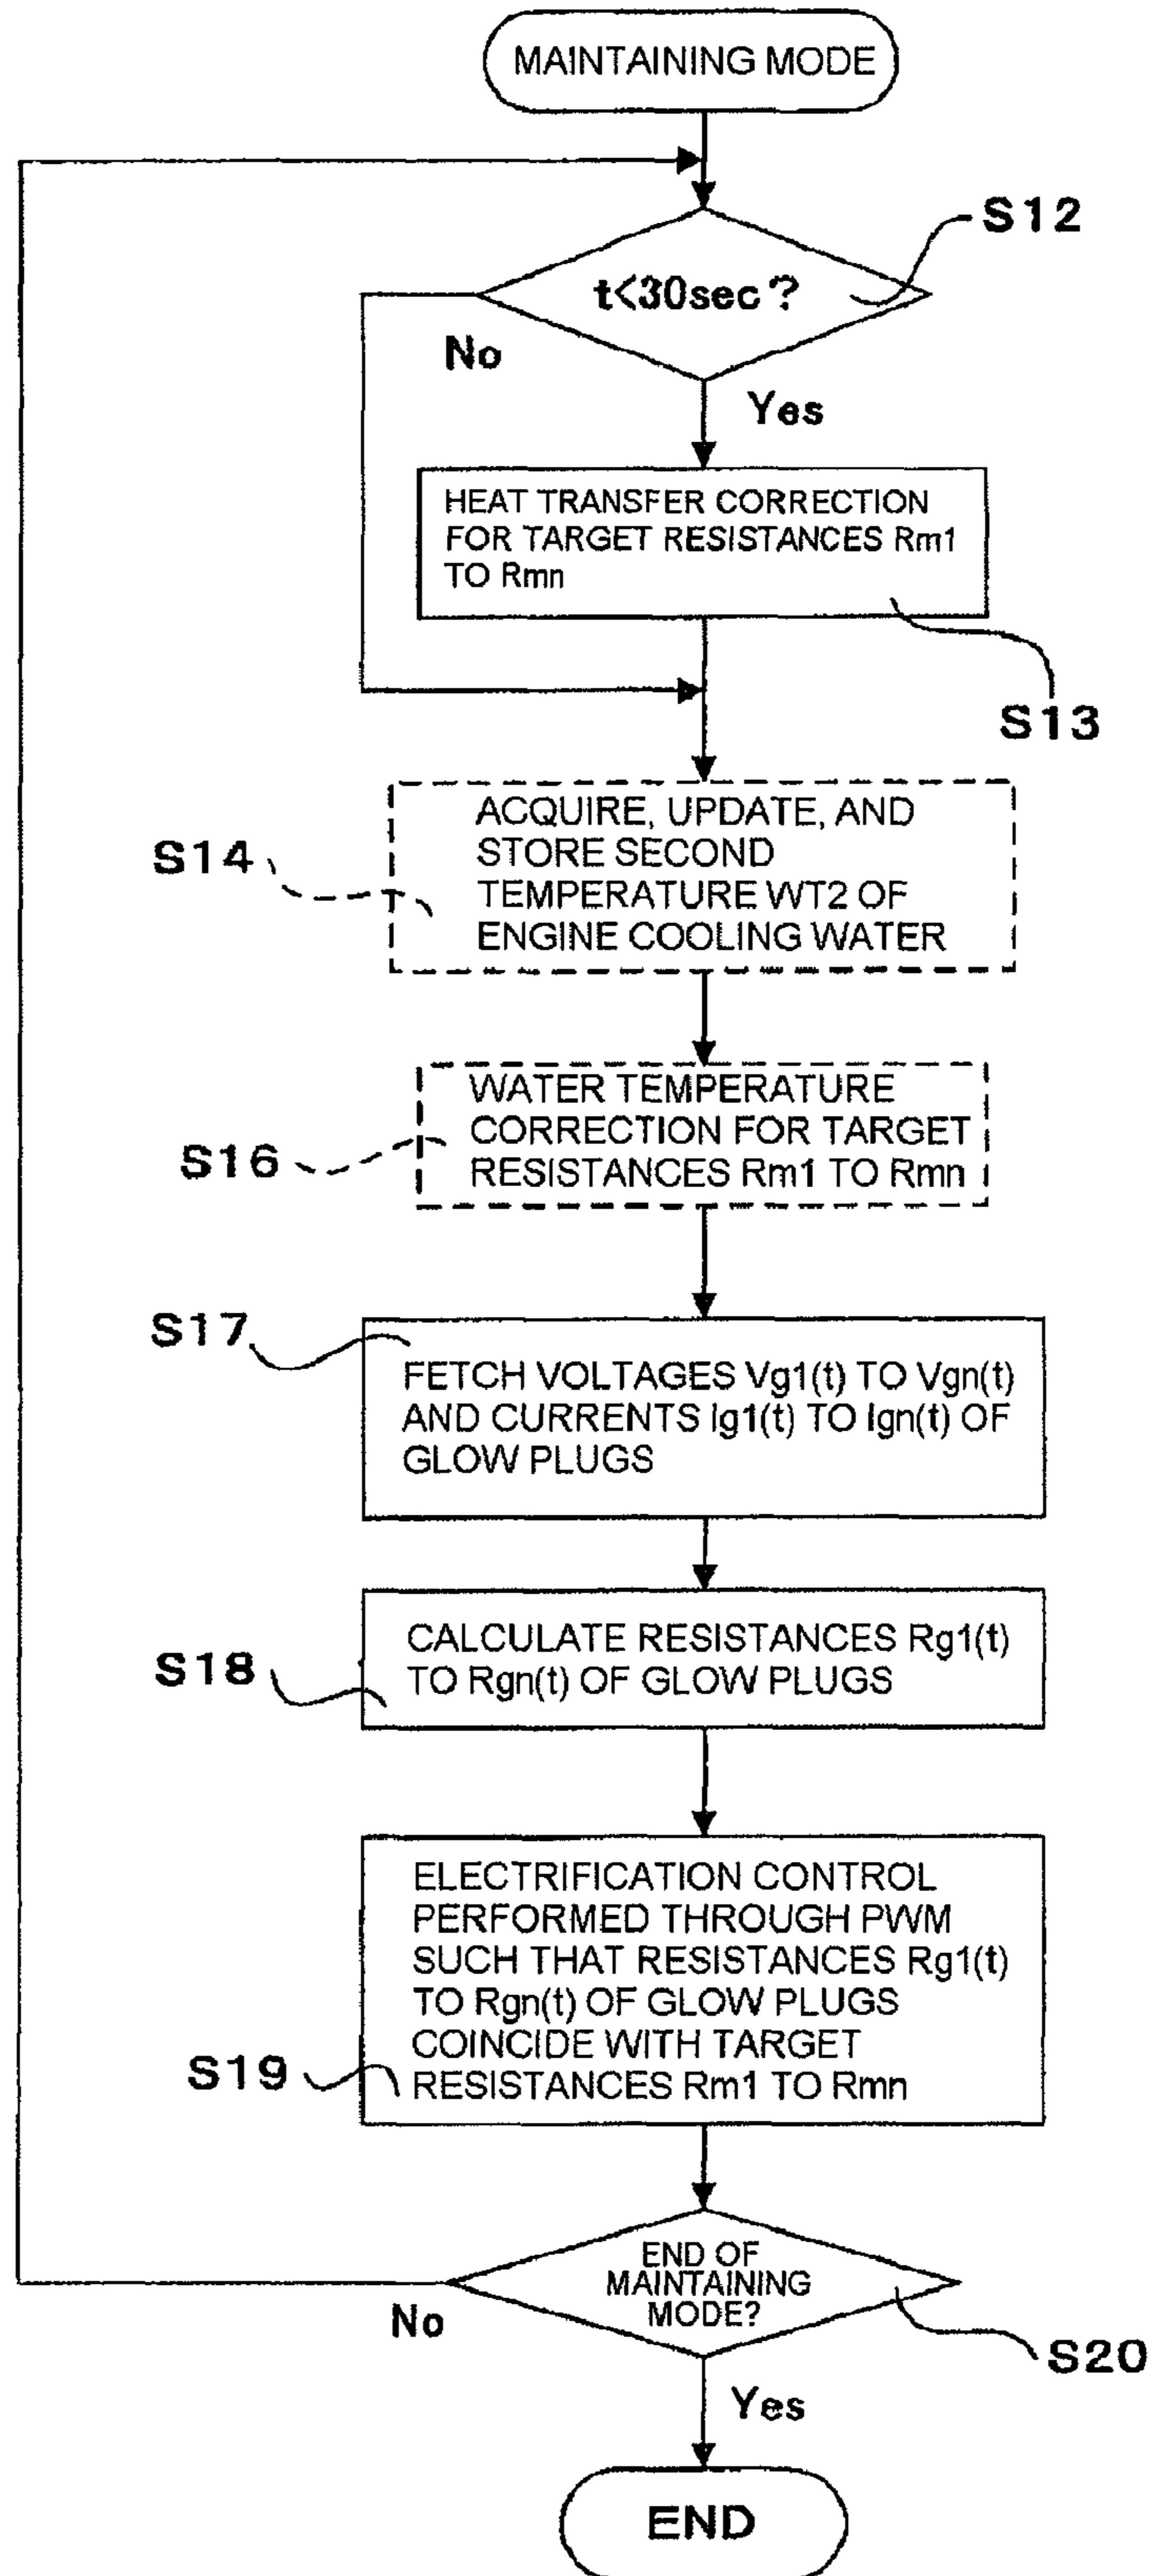 MAINTAINING MODE
S12
t<30sec?
No
Yes
HEAT TRANSFER CORRECTION
FOR TARGET RESISTANCES Rm1
TO Rmn
S13
ACQUIRE, UPDATE, AND
STORE SECOND
TEMPERATURE WT2 OF
ENGINE COOLING WATER
S14
WATER TEMPERATURE
CORRECTION FOR TARGET
RESISTANCES Rm1 TO Rmn
S16
S17
FETCH VOLTAGES Vg1(t) TO Vgn(t)
AND CURRENTS Ig1(t) TO Ign(t) OF
GLOW PLUGS
CALCULATE RESISTANCES Rg1(t)
TO Rgn(t) OF GLOW PLUGS
S18
ELECTRIFICATION CONTROL
PERFORMED THROUGH PWM
SUCH THAT RESISTANCES Rg1(t)
TO Rgn(t) OF GLOW PLUGS
COINCIDE WITH TARGET
RESISTANCES Rm1 TO Rmn
S19
END OF
MAINTAINING
MODE?
No
S20
Yes
END